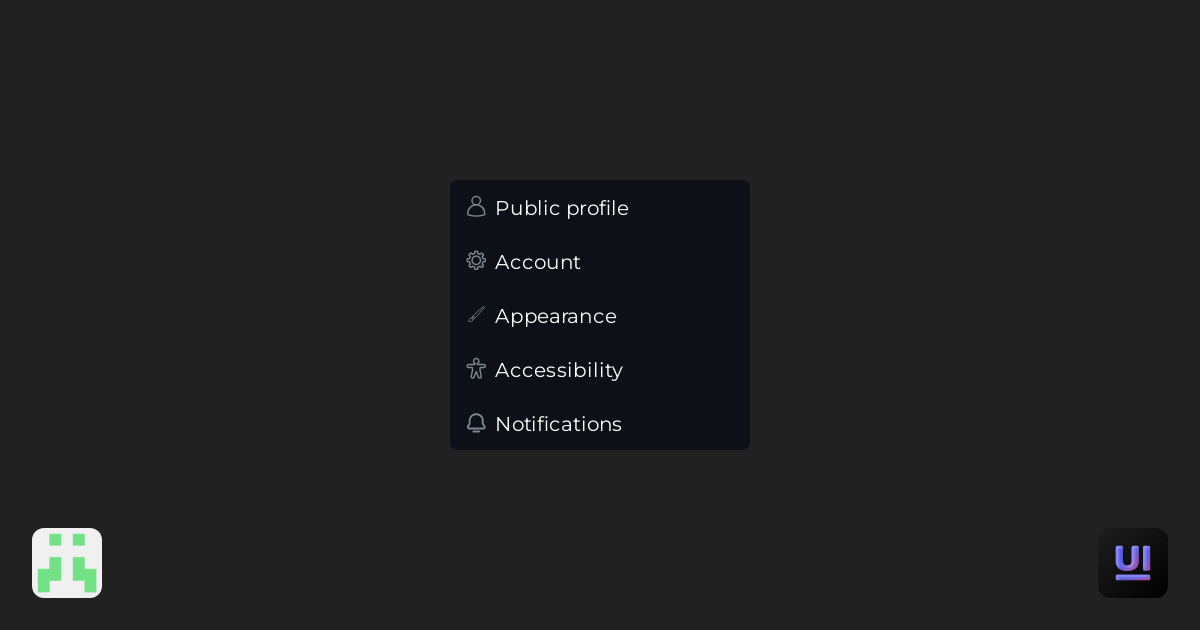 Public profile
Account
Appearance
Accessibility
Notifications
UI